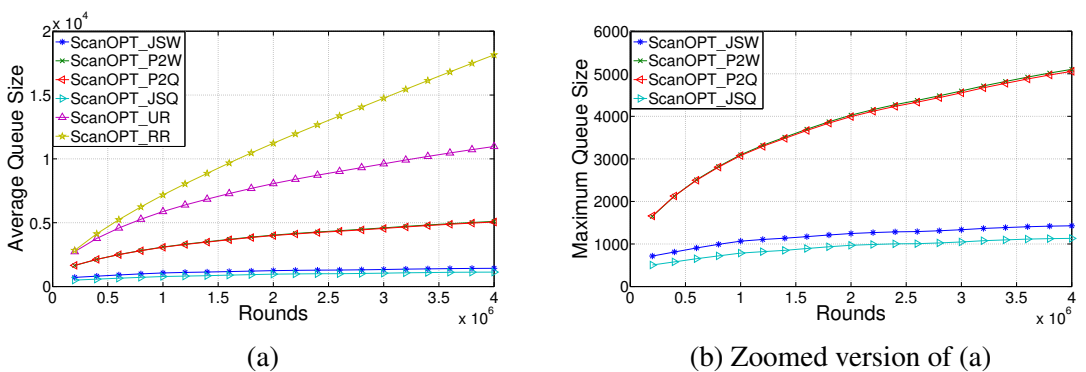 x 10^4
2
1.5
1
0.5
0
Average Queue Size
ScanOPT_JSW
ScanOPT_P2W
ScanOPT_P2Q
ScanOPT_JSQ
ScanOPT_UR
ScanOPT_RR
0 0.5 1 1.5 2 2.5 3 3.5 4
Rounds
x 10^6
(a)
6000
5000
4000
3000
2000
1000
0
Maximum Queue Size
ScanOPT_JSW
ScanOPT_P2W
ScanOPT_P2Q
ScanOPT_JSQ
0 0.5 1 1.5 2 2.5 3 3.5 4
Rounds
x 10^6
(b) Zoomed version of (a)